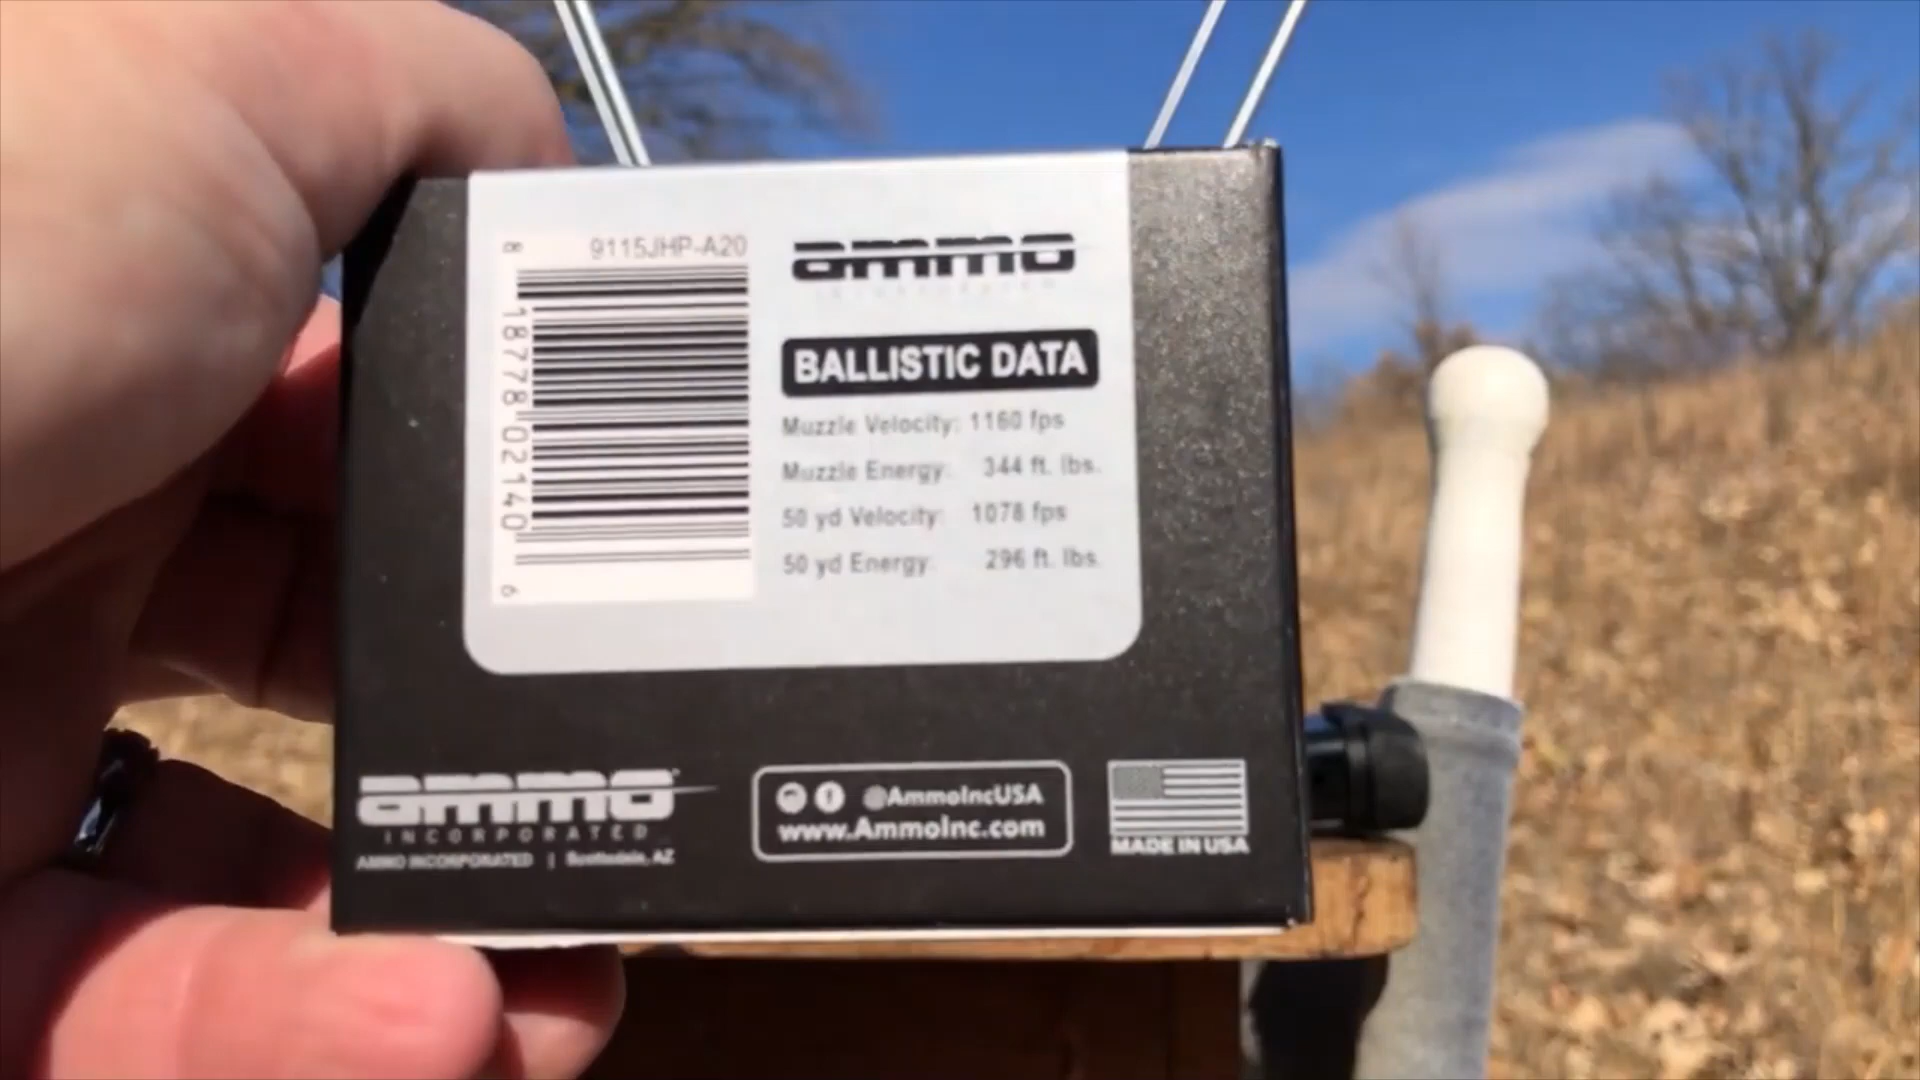 8 18778 02140 6
9115JHP-A20
ammo
INCORPORATED
BALLISTIC DATA
Muzzle Velocity: 1160 fps
Muzzle Energy: 344 ft. lbs.
50 yd Velocity: 1078 fps
50 yd Energy: 296 ft. lbs.
ammo
INCORPORATED
AMMO INCORPORATED | Scottsdale, AZ
@AmmoIncUSA
www.AmmoInc.com
MADE IN USA